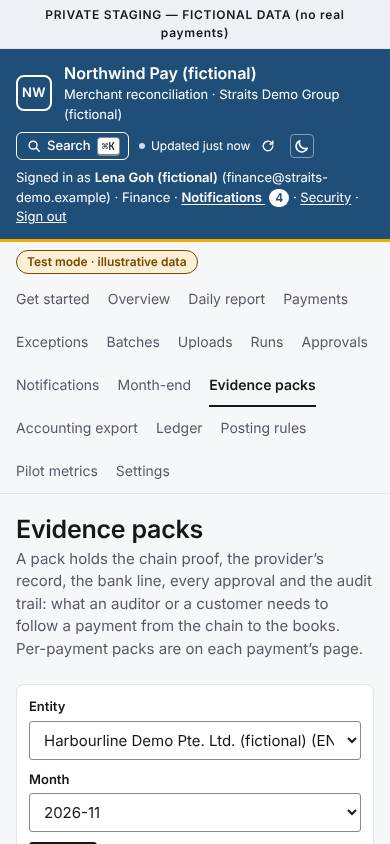 PRIVATE STAGING — FICTIONAL DATA (no real
payments)
NW
Northwind Pay (fictional)
Merchant reconciliation · Straits Demo Group
(fictional)
Search ⌘K
Updated just now
Signed in as Lena Goh (fictional) (finance@straits-
demo.example) · Finance · Notifications 4 · Security ·
Sign out
Test mode · illustrative data
Get started Overview Daily report Payments
Exceptions Batches Uploads Runs Approvals
Notifications Month-end Evidence packs
Accounting export Ledger Posting rules
Pilot metrics Settings
Evidence packs
A pack holds the chain proof, the provider’s
record, the bank line, every approval and the audit
trail: what an auditor or a customer needs to
follow a payment from the chain to the books.
Per-payment packs are on each payment’s page.
Entity
Harbourline Demo Pte. Ltd. (fictional) (EN
Month
2026-11